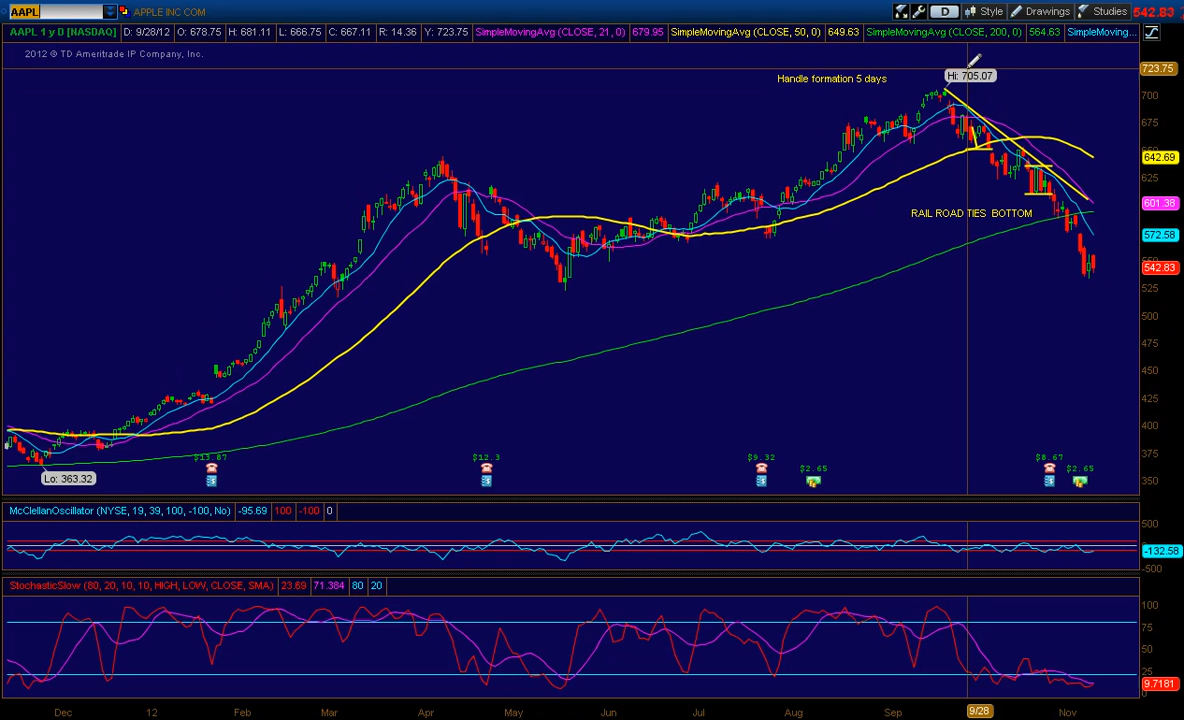 AAPL APPLE INC COM D Style Drawings Studies 542.83
AAPL 1 y D [NASDAQ] D: 9/28/12 O: 678.75 H: 681.11 L: 666.75 C: 667.11 R: 14.36 Y: 723.75 SimpleMovingAvg (CLOSE, 21, 0) 679.95 SimpleMovingAvg (CLOSE, 50, 0) 649.63 SimpleMovingAvg (CLOSE, 200, 0) 564.63 SimpleMoving...
2012 © TD Ameritrade IP Company, Inc.
723.75
Handle formation 5 days
Hi: 705.07
700
675
650
642.69
625
601.38
RAIL ROAD TIES BOTTOM
572.58
550
542.83
525
500
475
450
425
400
375
350
$13.87 $12.3 $9.32 $2.65 $8.67 $2.65
Lo: 363.32
McClellanOscillator (NYSE, 19, 39, 100, -100, No) -95.69 100 -100 0
500
-132.58
-500
StochasticSlow (80, 20, 10, 10, HIGH, LOW, CLOSE, SMA) 23.69 71.384 80 20
100
75
50
25
9.7181
0
Dec 12 Feb Mar Apr May Jun Jul Aug Sep 9/28 Nov